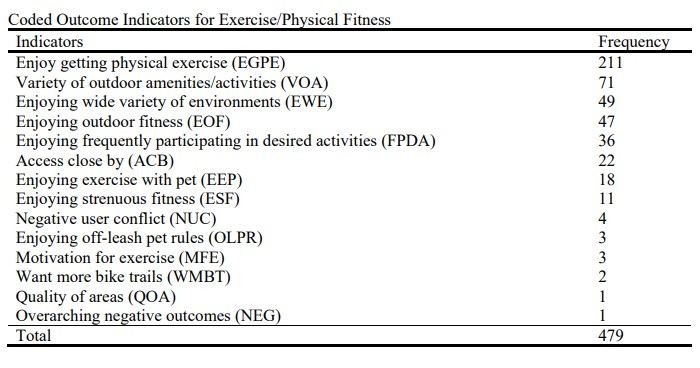 Coded Outcome Indicators for Exercise/Physical Fitness
Indicators Frequency
Enjoy getting physical exercise (EGPE) 211
Variety of outdoor amenities/activities (VOA) 71
Enjoying wide variety of environments (EWE) 49
Enjoying outdoor fitness (EOF) 47
Enjoying frequently participating in desired activities (FPDA) 36
Access close by (ACB) 22
Enjoying exercise with pet (EEP) 18
Enjoying strenuous fitness (ESF) 11
Negative user conflict (NUC) 4
Enjoying off-leash pet rules (OLPR) 3
Motivation for exercise (MFE) 3
Want more bike trails (WMBT) 2
Quality of areas (QOA) 1
Overarching negative outcomes (NEG) 1
Total 479